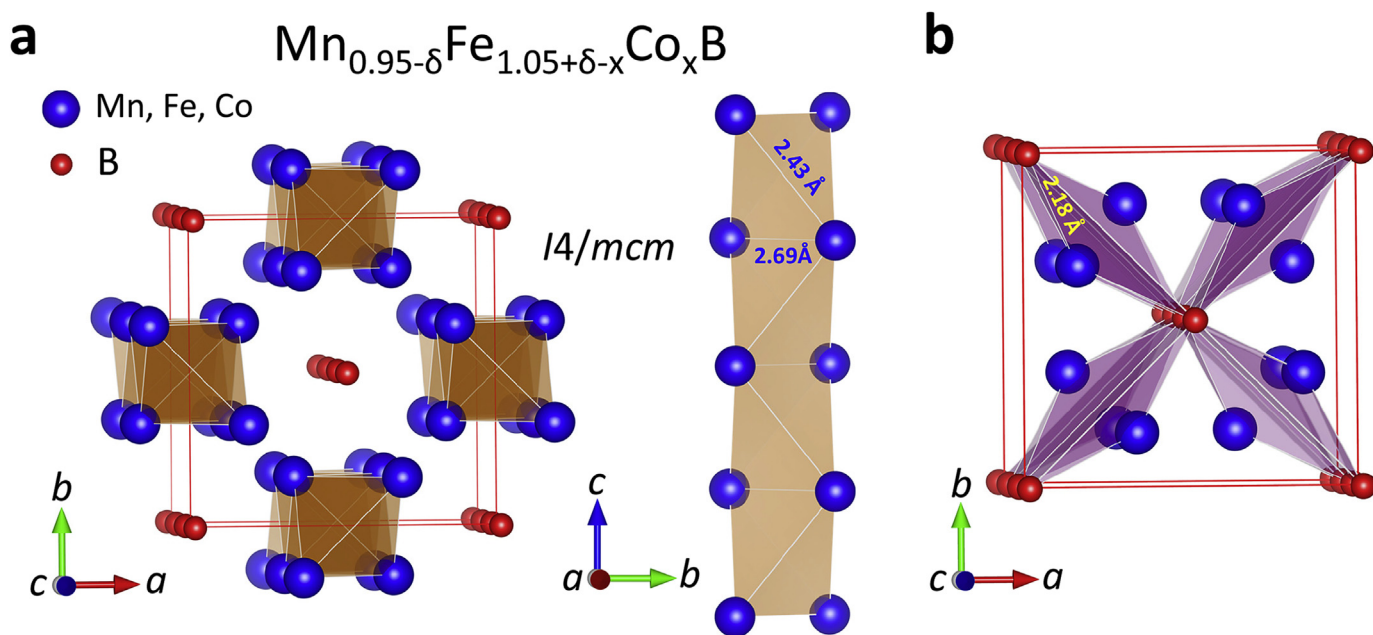 a
Mn₀.₉₅₋δFe₁.₀₅₊δ₋ₓCoₓB
b
Mn, Fe, Co
B
I4/mcm
2.43 Å
2.69Å
2.18 Å
b
c
a
c
a
b
b
c
a